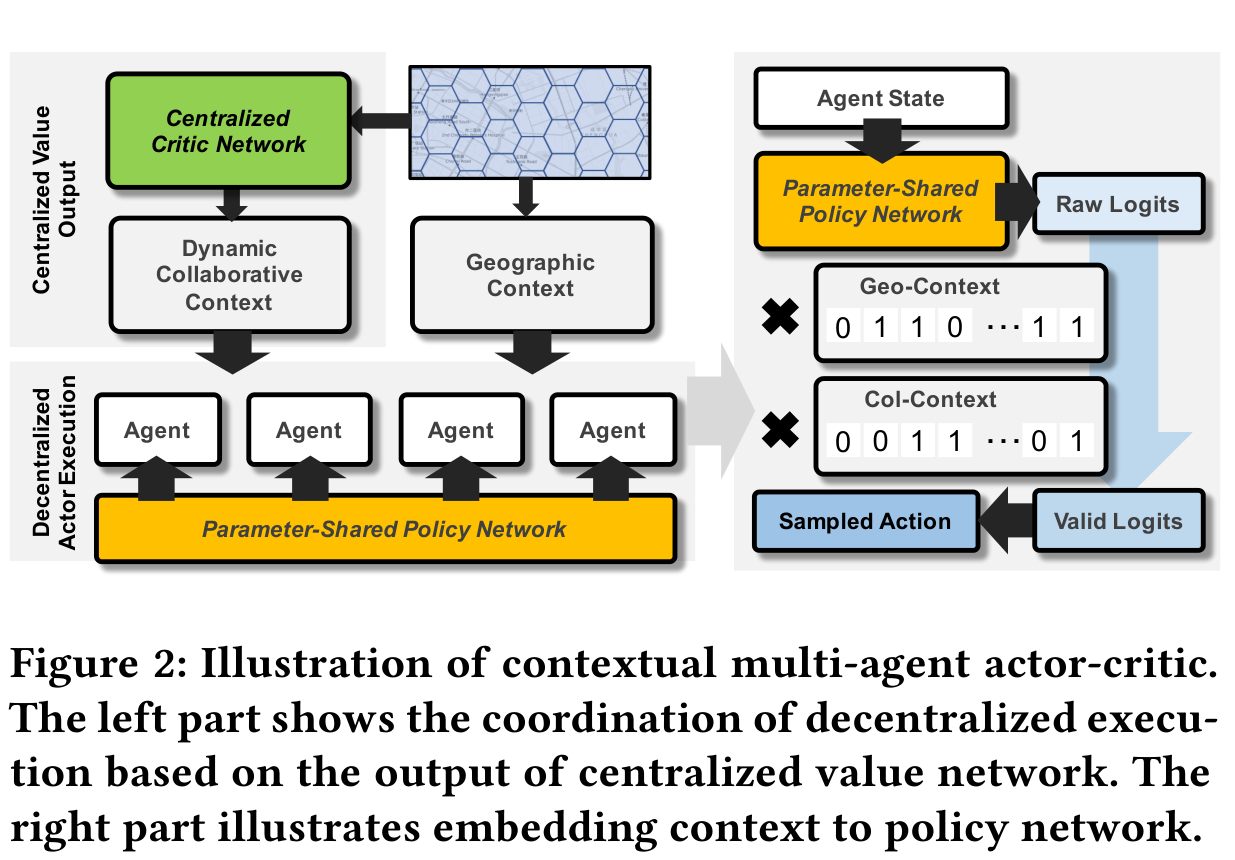 Centralized Value
Output
Centralized
Critic Network
Dynamic
Collaborative
Context
Geographic
Context
Decentralized
Actor Execution
Agent
Agent
Agent
Agent
Parameter-Shared Policy Network
Agent State
Parameter-Shared
Policy Network
Raw Logits
Geo-Context
0 1 1 0 ··· 1 1
Col-Context
0 0 1 1 ··· 0 1
Sampled Action
Valid Logits
Figure 2: Illustration of contextual multi-agent actor-critic.
The left part shows the coordination of decentralized execu-
tion based on the output of centralized value network. The
right part illustrates embedding context to policy network.